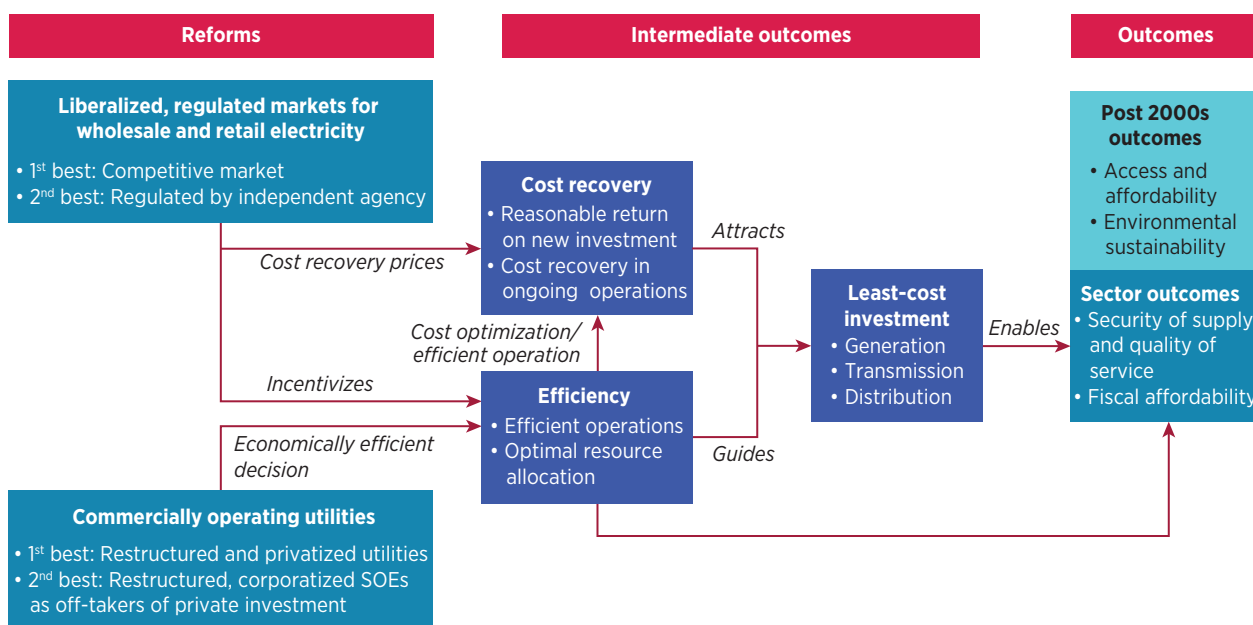 Reforms
Intermediate outcomes
Outcomes
Liberalized, regulated markets for
wholesale and retail electricity
• 1st best: Competitive market
• 2nd best: Regulated by independent agency
Cost recovery prices
Incentivizes
Economically efficient
decision
Commercially operating utilities
• 1st best: Restructured and privatized utilities
• 2nd best: Restructured, corporatized SOEs
as off-takers of private investment
Cost recovery
• Reasonable return
on new investment
• Cost recovery in
ongoing operations
Cost optimization/
efficient operation
Efficiency
• Efficient operations
• Optimal resource
allocation
Attracts
Guides
Least-cost
investment
• Generation
• Transmission
• Distribution
Enables
Post 2000s
outcomes
• Access and
affordability
• Environmental
sustainability
Sector outcomes
• Security of supply
and quality of
service
• Fiscal affordability